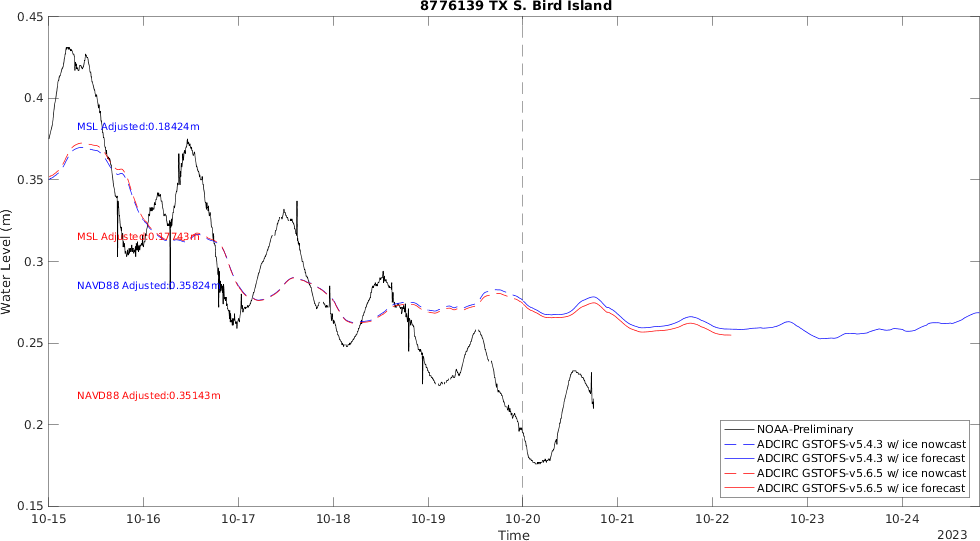 8776139 TX S. Bird Island
Water Level (m)
0.45
0.4
0.35
0.3
0.25
0.2
0.15
MSL Adjusted:0.18424m
MSL Adjusted:0.17743m
NAVD88 Adjusted:0.35824m
NAVD88 Adjusted:0.35143m
NOAA-Preliminary
ADCIRC GSTOFS-v5.4.3 w/ ice nowcast
ADCIRC GSTOFS-v5.4.3 w/ ice forecast
ADCIRC GSTOFS-v5.6.5 w/ ice nowcast
ADCIRC GSTOFS-v5.6.5 w/ ice forecast
10-15 10-16 10-17 10-18 10-19 10-20 10-21 10-22 10-23 10-24
Time
2023